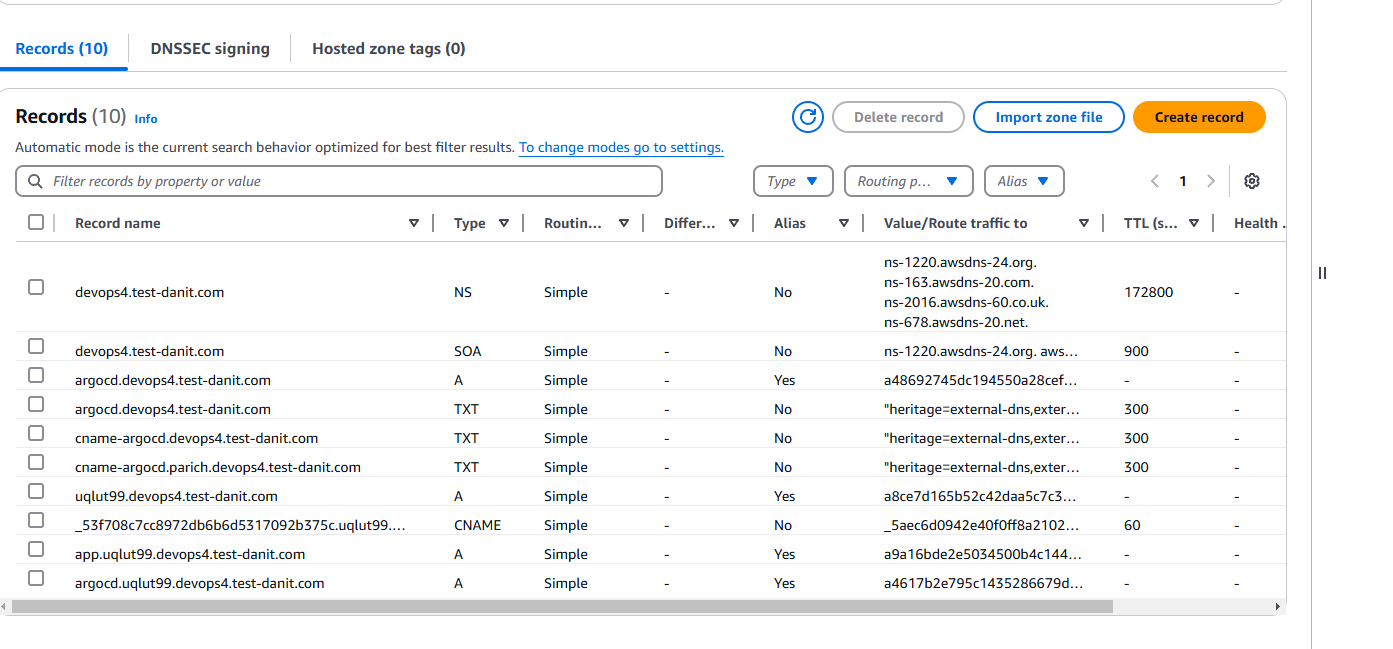 Records (10) DNSSEC signing Hosted zone tags (0)
Records (10) Info Delete record Import zone file Create record
Automatic mode is the current search behavior optimized for best filter results. To change modes go to settings.
Filter records by property or value Type Routing p... Alias 1
Record name Type Routin... Differ... Alias Value/Route traffic to TTL (s... Health .
devops4.test-danit.com NS Simple - No ns-1220.awsdns-24.org. 172800 -
ns-163.awsdns-20.com.
ns-2016.awsdns-60.co.uk.
ns-678.awsdns-20.net.
devops4.test-danit.com SOA Simple - No ns-1220.awsdns-24.org. aws... 900 -
argocd.devops4.test-danit.com A Simple - Yes a48692745dc194550a28cef... - -
argocd.devops4.test-danit.com TXT Simple - No "heritage=external-dns,exter... 300 -
cname-argocd.devops4.test-danit.com TXT Simple - No "heritage=external-dns,exter... 300 -
cname-argocd.parich.devops4.test-danit.com TXT Simple - No "heritage=external-dns,exter... 300 -
uqlut99.devops4.test-danit.com A Simple - Yes a8ce7d165b52c42daa5c7c3... - -
_53f708c7cc8972db6b6d5317092b375c.uqlut99.... CNAME Simple - No _5aec6d0942e40f0ff8a2102... 60 -
app.uqlut99.devops4.test-danit.com A Simple - Yes a9a16bde2e5034500b4c144... - -
argocd.uqlut99.devops4.test-danit.com A Simple - Yes a4617b2e795c1435286679d... - -